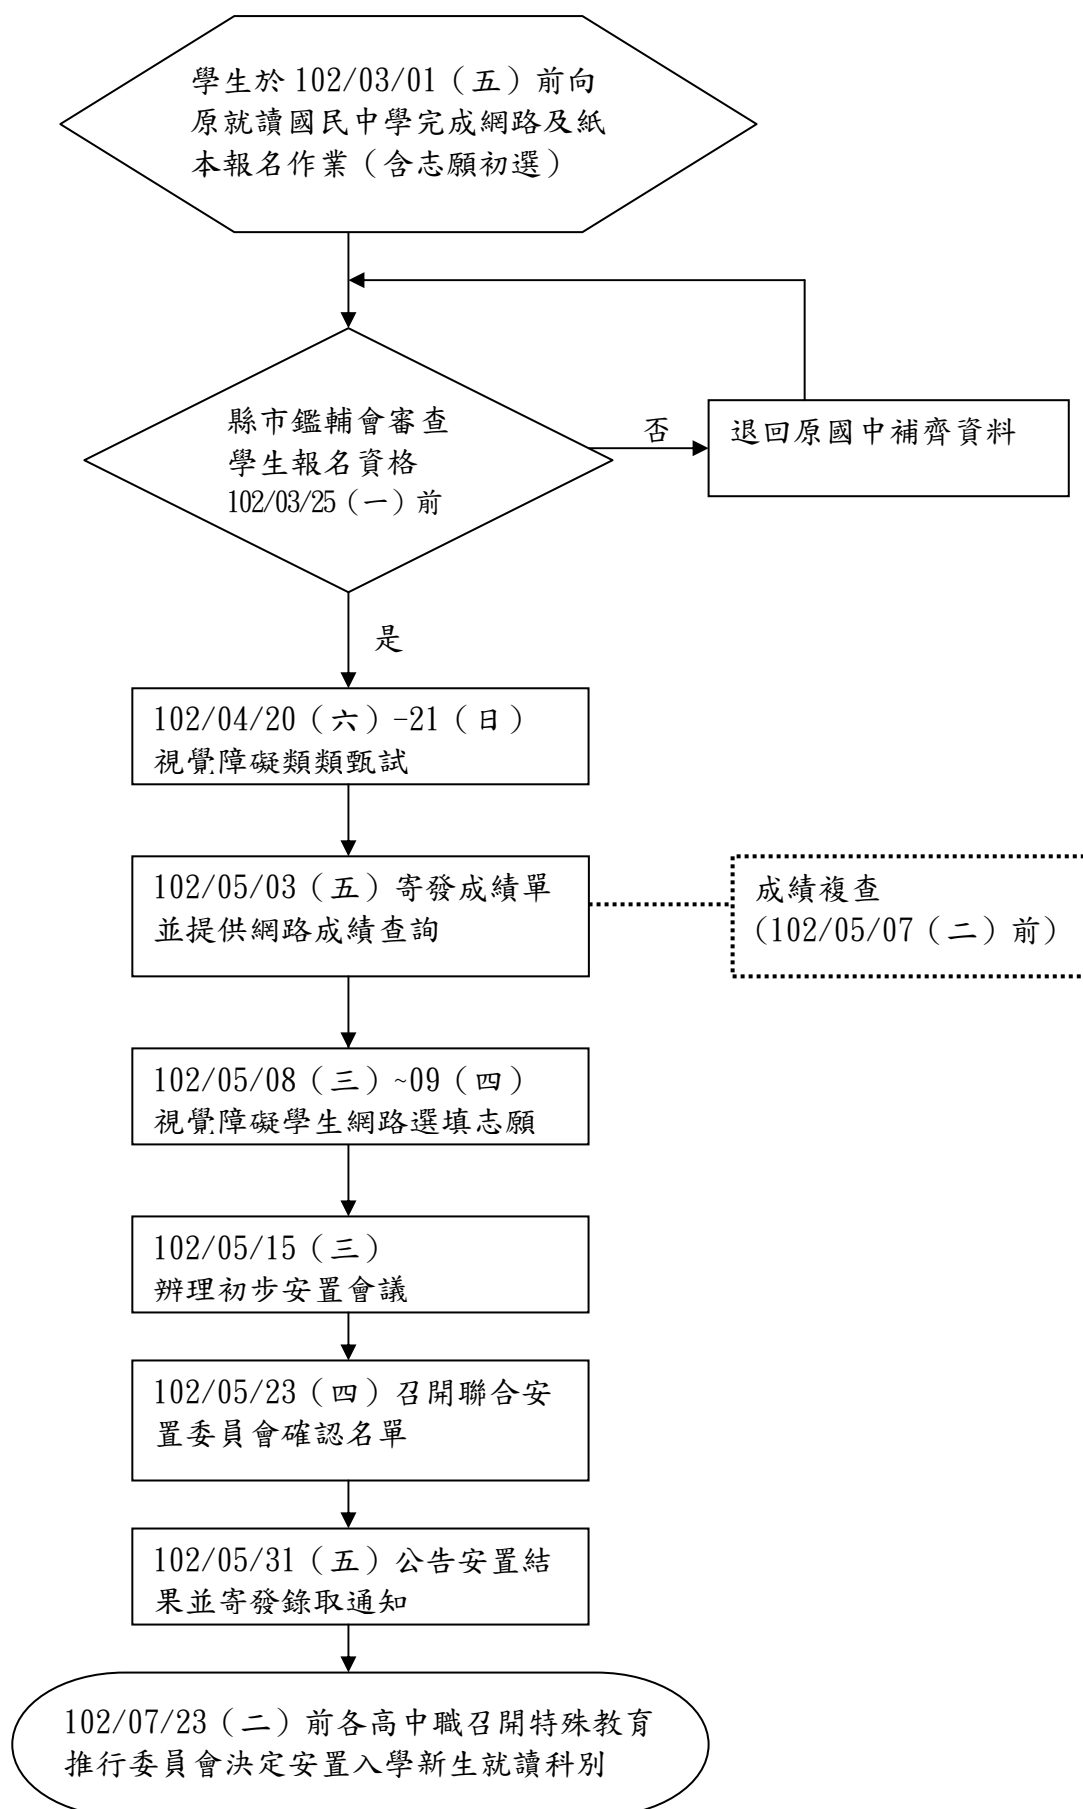 學生於 102/03/01（五）前向
原就讀國民中學完成網路及紙
本報名作業（含志願初選）
縣市鑑輔會審查
學生報名資格
102/03/25（一）前
否
退回原國中補齊資料
是
102/04/20（六）-21（日）
視覺障礙類類甄試
102/05/03（五）寄發成績單
並提供網路成績查詢
成績複查
(102/05/07（二）前）
102/05/08（三）~09（四）
視覺障礙學生網路選填志願
102/05/15（三）
辨理初步安置會議
102/05/23（四）召開聯合安
置委員會確認名單
102/05/31（五）公告安置結
果並寄發錄取通知
102/07/23（二）前各高中職召開特殊教育
推行委員會決定安置入學新生就讀科別